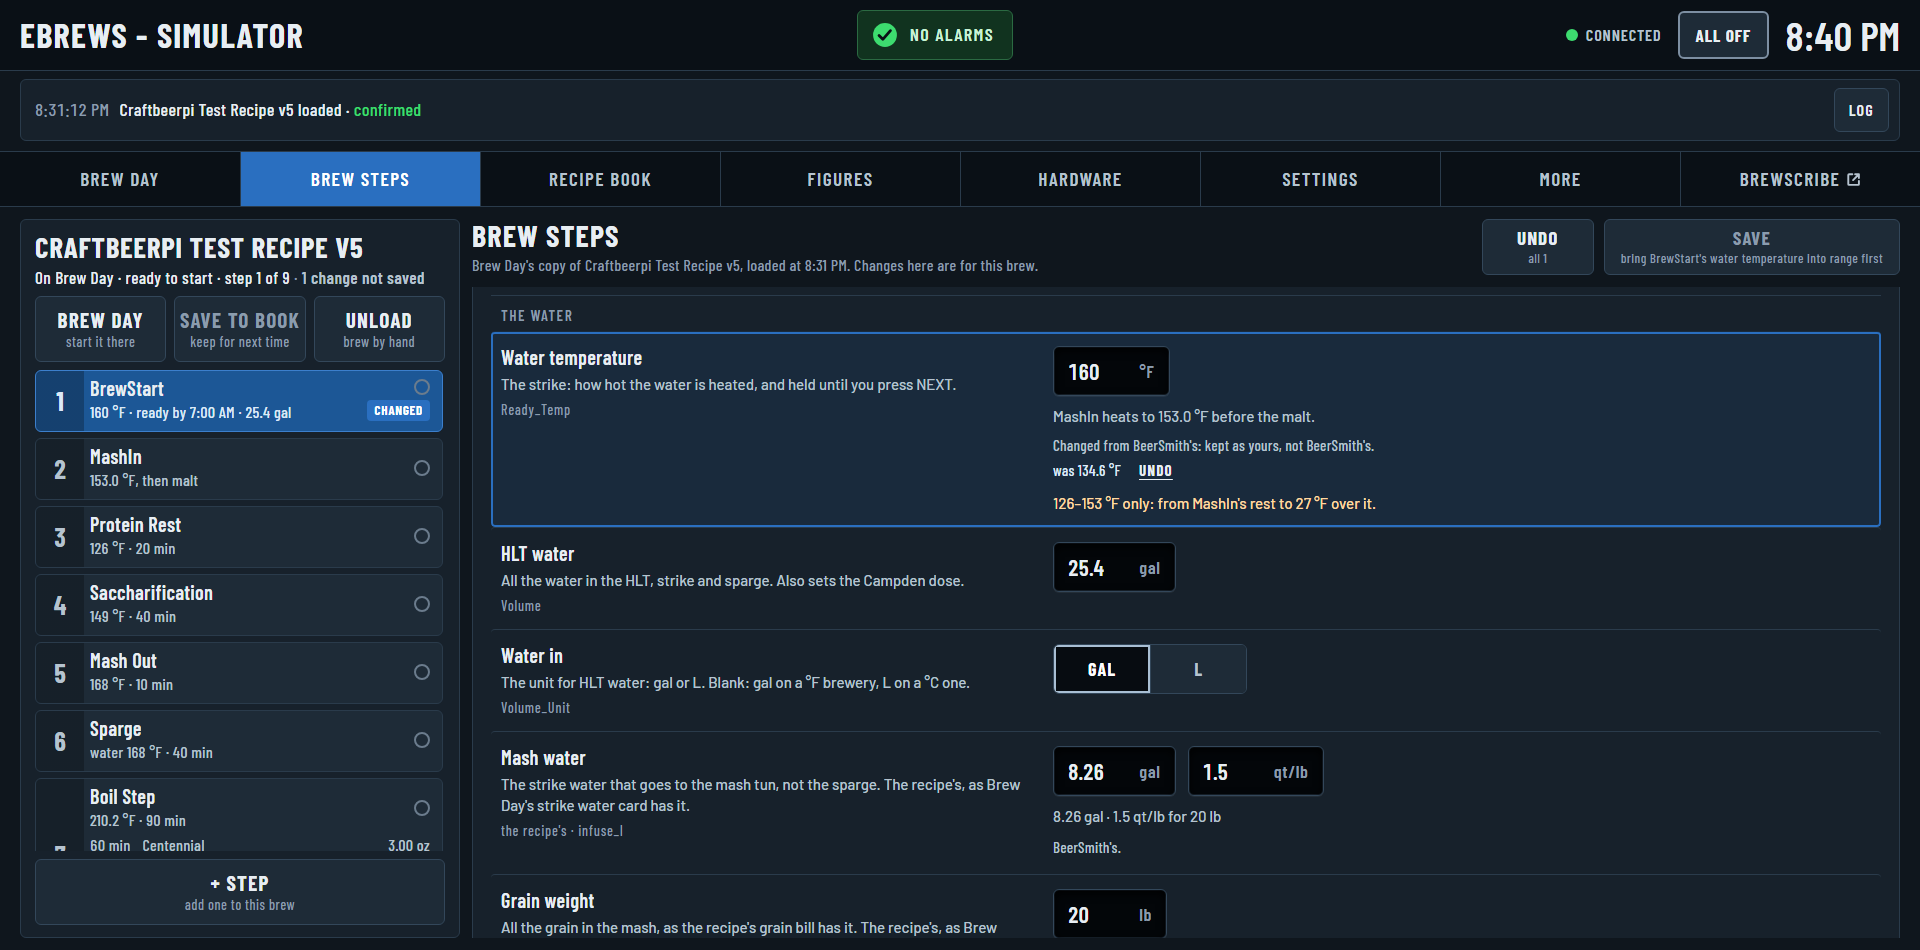 EBREWS - SIMULATOR
NO ALARMS
CONNECTED
ALL OFF
8:40 PM
8:31:12 PM Craftbeerpi Test Recipe v5 loaded · confirmed
LOG
BREW DAY
BREW STEPS
RECIPE BOOK
FIGURES
HARDWARE
SETTINGS
MORE
BREWSCRIBE
CRAFTBEERPI TEST RECIPE V5
On Brew Day · ready to start · step 1 of 9 · 1 change not saved
BREW DAY
start it there
SAVE TO BOOK
keep for next time
UNLOAD
brew by hand
1 BrewStart
160 °F · ready by 7:00 AM · 25.4 gal
CHANGED
2 MashIn
153.0 °F, then malt
3 Protein Rest
126 °F · 20 min
4 Saccharification
149 °F · 40 min
5 Mash Out
168 °F · 10 min
6 Sparge
water 168 °F · 40 min
Boil Step
210.2 °F · 90 min
60 min Centennial 3.00 oz
+ STEP
add one to this brew
BREW STEPS
Brew Day's copy of Craftbeerpi Test Recipe v5, loaded at 8:31 PM. Changes here are for this brew.
UNDO
all 1
SAVE
bring BrewStart's water temperature into range first
THE WATER
Water temperature
The strike: how hot the water is heated, and held until you press NEXT.
Ready_Temp
160 °F
MashIn heats to 153.0 °F before the malt.
Changed from BeerSmith's: kept as yours, not BeerSmith's.
was 134.6 °F UNDO
126–153 °F only: from MashIn's rest to 27 °F over it.
HLT water
All the water in the HLT, strike and sparge. Also sets the Campden dose.
Volume
25.4 gal
Water in
The unit for HLT water: gal or L. Blank: gal on a °F brewery, L on a °C one.
Volume_Unit
GAL
L
Mash water
The strike water that goes to the mash tun, not the sparge. The recipe's, as Brew
Day's strike water card has it.
the recipe's · infuse_l
8.26 gal
1.5 qt/lb
8.26 gal · 1.5 qt/lb for 20 lb
BeerSmith's.
Grain weight
All the grain in the mash, as the recipe's grain bill has it. The recipe's, as Brew
20 lb